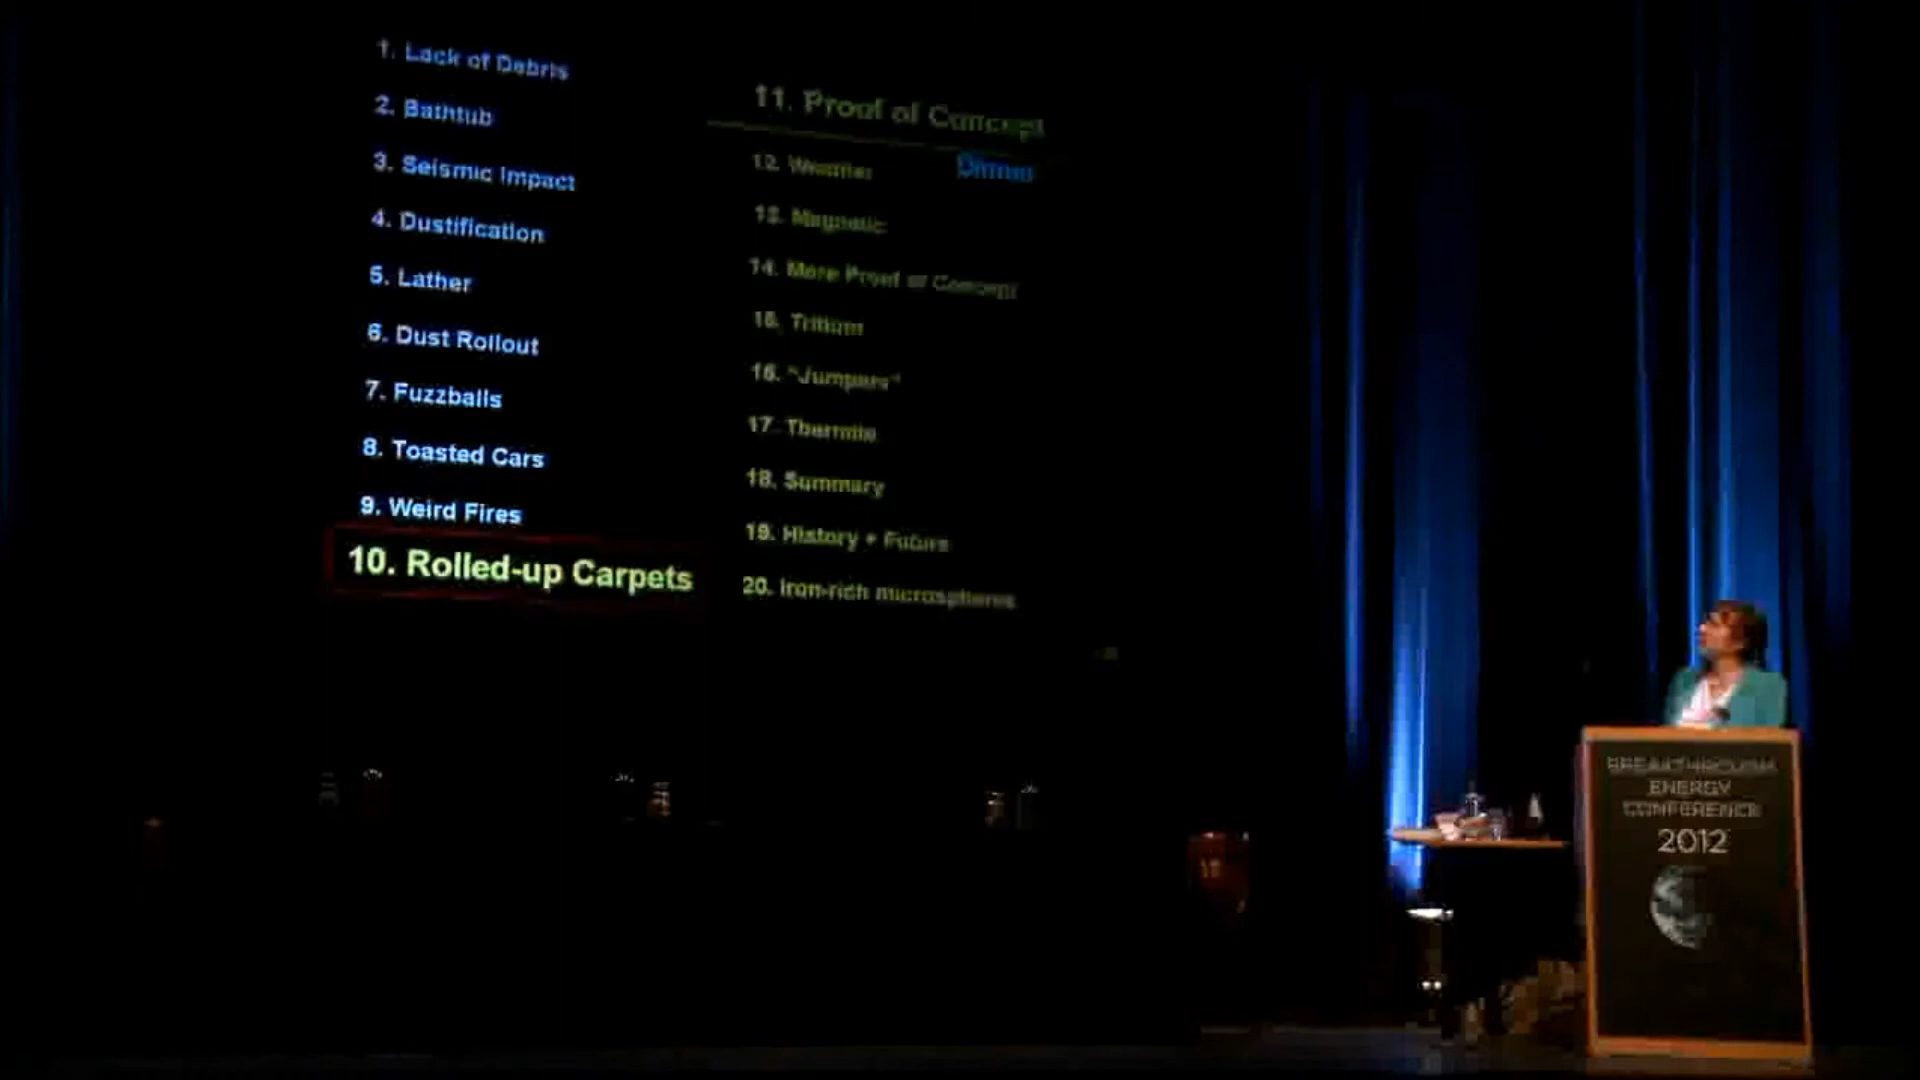 1. Lack of Debris
2. Bathtub
3. Seismic Impact
4. Dustification
5. Lather
6. Dust Rollout
7. Fuzzballs
8. Toasted Cars
9. Weird Fires
10. Rolled-up Carpets
11. Proof of Concept
12. Weather
Dinner
13. Magnetic
14. More Proof of Concept
15. Tritium
16. "Jumpers"
17. Thermite
18. Summary
19. History + Future
20. Iron-rich microspheres
BREAKTHROUGH
ENERGY
CONFERENCE
2012